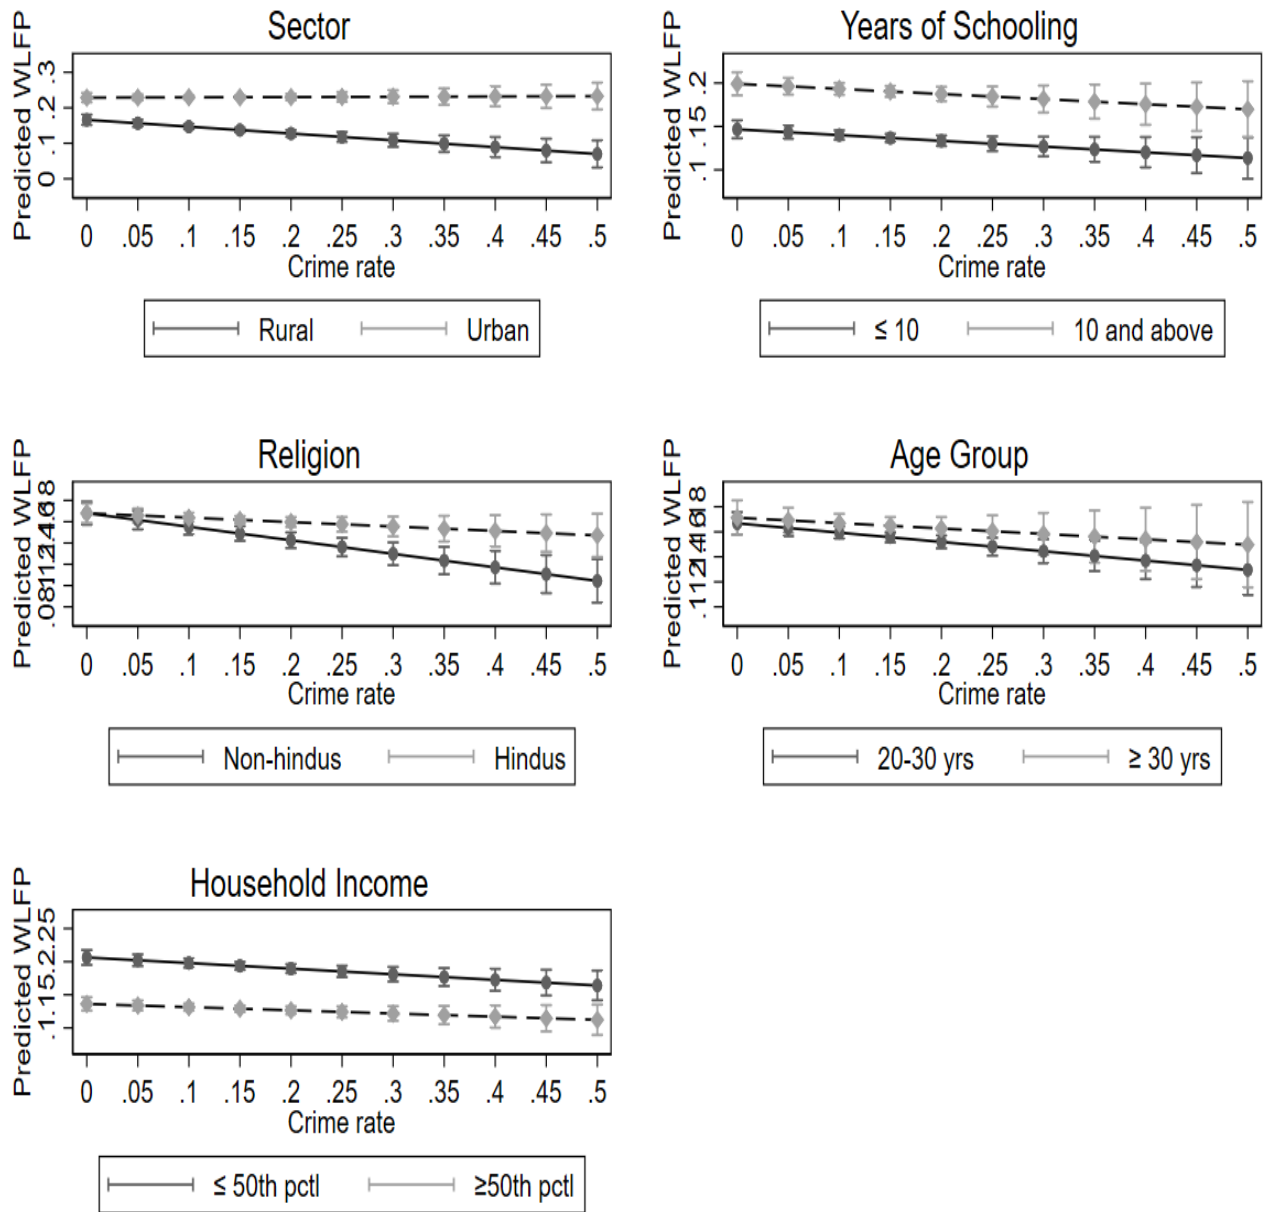 Sector
Predicted WLFP
.3
.2
.1
0
0 .05 .1 .15 .2 .25 .3 .35 .4 .45 .5
Crime rate
Rural Urban
Years of Schooling
Predicted WLFP
.2
.15
.1
0 .05 .1 .15 .2 .25 .3 .35 .4 .45 .5
Crime rate
≤ 10 10 and above
Religion
Predicted WLFP
0 .05 .1 .15 .2 .25 .3 .35 .4 .45 .5
Crime rate
Non-hindus Hindus
Age Group
Predicted WLFP
0 .05 .1 .15 .2 .25 .3 .35 .4 .45 .5
Crime rate
20-30 yrs ≥ 30 yrs
Household Income
Predicted WLFP
.25
.2
.15
.1
0 .05 .1 .15 .2 .25 .3 .35 .4 .45 .5
Crime rate
≤ 50th pctl ≥50th pctl